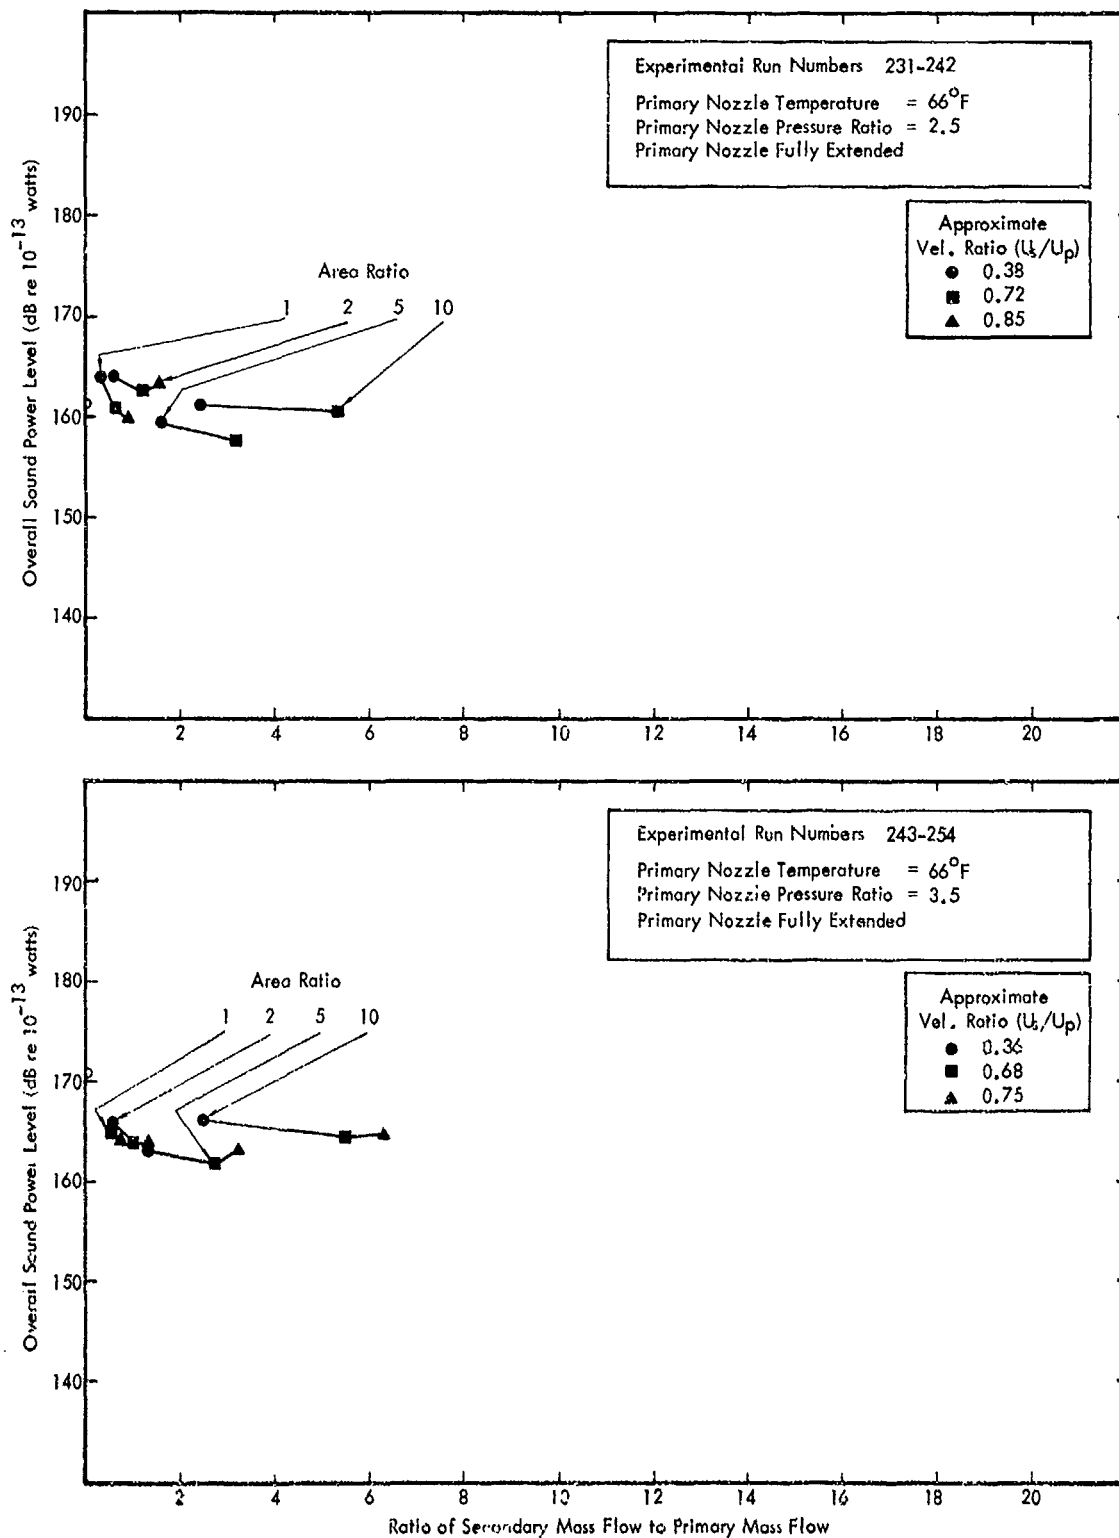 Experimental Run Numbers 231-242
Primary Nozzle Temperature = 66°F
Primary Nozzle Pressure Ratio = 2.5
Primary Nozzle Fully Extended
Approximate
Vel. Ratio (Us/Up)
0.38
0.72
0.85
Area Ratio
1 2 5 10
Overall Sound Power Level (dB re 10⁻¹³ watts)
190
180
170
160
150
140
2 4 6 8 10 12 14 16 18 20
Experimental Run Numbers 243-254
Primary Nozzle Temperature = 66°F
Primary Nozzle Pressure Ratio = 3.5
Primary Nozzle Fully Extended
Approximate
Vel. Ratio (Us/Up)
0.36
0.68
0.75
Area Ratio
1 2 5 10
Overall Sound Power Level (dB re 10⁻¹³ watts)
190
180
170
160
150
140
2 4 6 8 10 12 14 16 18 20
Ratio of Secondary Mass Flow to Primary Mass Flow